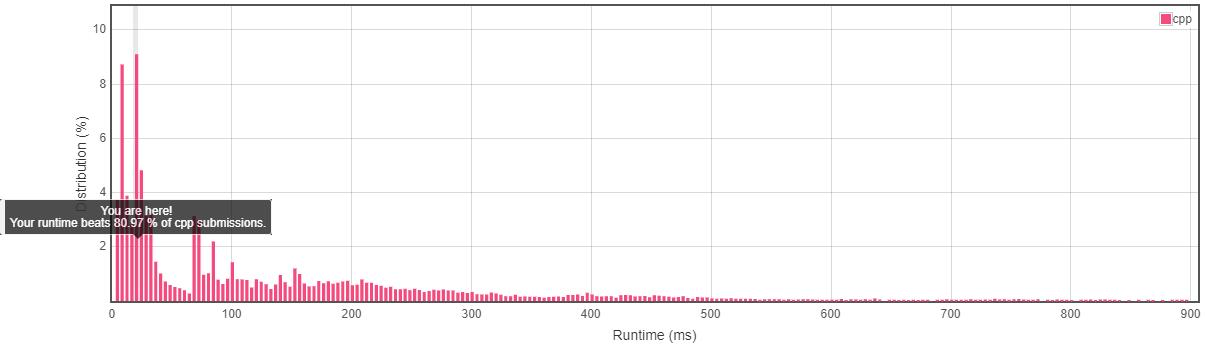 cpp
10
8
6
4
2
Distribution (%)
You are here!
Your runtime beats 80.97 % of cpp submissions.
0 100 200 300 400 500 600 700 800 900
Runtime (ms)